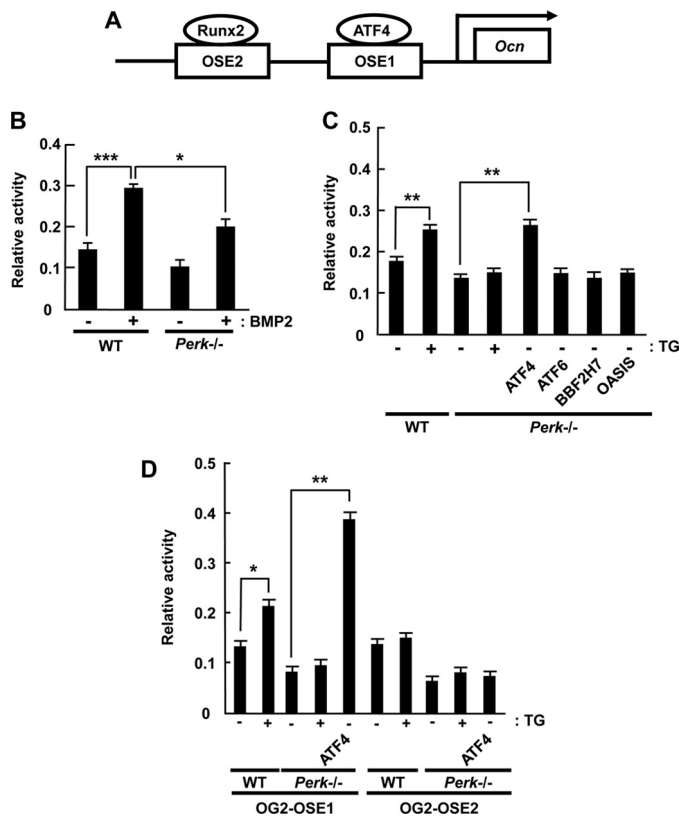 A
Runx2 ATF4
OSE2 OSE1 Ocn
B
Relative activity
0.4
0.3
0.2
0.1
0
*** *
- + - + : BMP2
WT Perk-/-
C
Relative activity
0.5
0.4
0.3
0.2
0.1
0
** **
- + - + - - - - : TG
ATF4 ATF6 BBF2H7 OASIS
WT Perk-/-
D
Relative activity
0.5
0.4
0.3
0.2
0.1
0
* **
- + - + - - + - + - : TG
ATF4 ATF4
WT Perk-/- WT Perk-/-
OG2-OSE1 OG2-OSE2